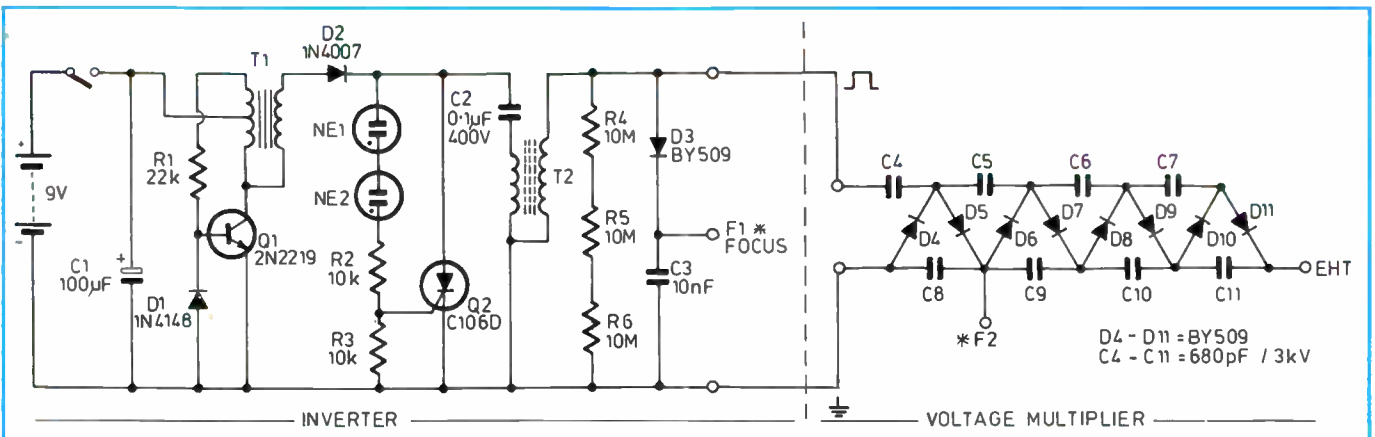 D2
1N4007
T1
C2
0·1µF
400V
NE1
NE2
R4
10M
D3
BY509
T2
R1
22k
9V
+
-
Q1
2N2219
R2
10k
R5
10M
F1 *
FOCUS
C1
100µF
+
D1
1N4148
Q2
C106D
C3
10nF
R3
10k
R6
10M
INVERTER
C4
C5
C6
C7
D4
D5
D6
D7
D8
D9
D10
D11
EHT
C8
C9
C10
C11
*F2
D4 - D11 = BY509
C4 - C11 = 680pF / 3kV
VOLTAGE MULTIPLIER